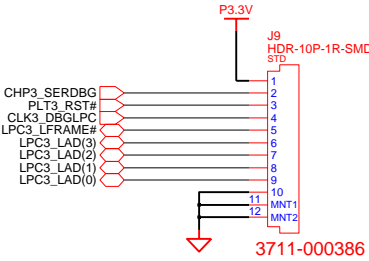 P3.3V
J9
HDR-10P-1R-SMD
STD
1
CHP3_SERDBG 2
PLT3_RST# 3
CLK3_DBGLPC 4
LPC3_LFRAME# 5
LPC3_LAD(3) 6
LPC3_LAD(2) 7
LPC3_LAD(1) 8
LPC3_LAD(0) 9
10
11 MNT1
12 MNT2
3711-000386